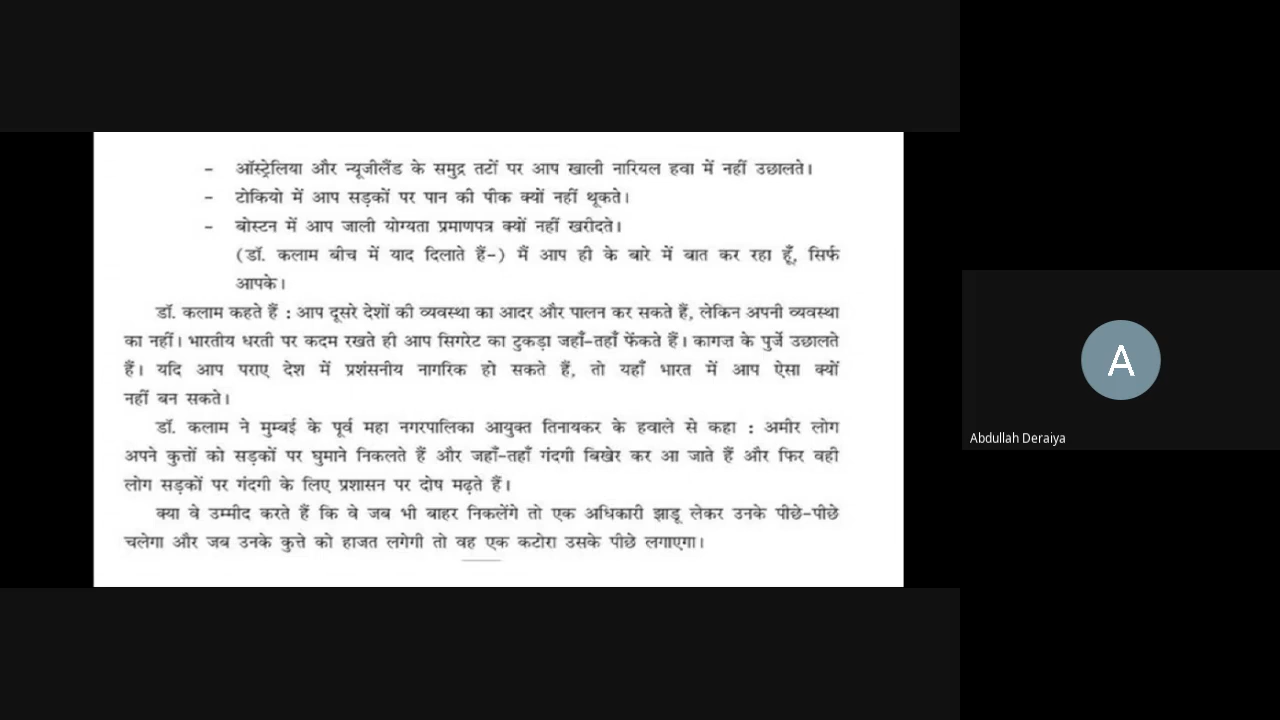 - ऑस्ट्रेलिया और न्यूजीलैंड के समुद्र तटों पर आप खाली नारियल हवा में नहीं उछालते।
- टोकियो में आप सड़कों पर पान की पीक क्यों नहीं थूकते।
- बोस्टन में आप जाली योग्यता प्रमाणपत्र क्यों नहीं खरीदते।
(डॉ. कलाम बीच में याद दिलाते हैं-) मैं आप ही के बारे में बात कर रहा हूँ, सिर्फ
आपके।
डॉ. कलाम कहते हैं : आप दूसरे देशों की व्यवस्था का आदर और पालन कर सकते हैं, लेकिन अपनी व्यवस्था
का नहीं। भारतीय धरती पर कदम रखते ही आप सिगरेट का टुकड़ा जहाँ-तहाँ फेंकते हैं। कागज़ के पुर्जे उछालते
हैं। यदि आप पराए देश में प्रशंसनीय नागरिक हो सकते हैं, तो यहाँ भारत में आप ऐसा क्यों
नहीं बन सकते।
डॉ. कलाम ने मुम्बई के पूर्व महा नगरपालिका आयुक्त तिनायकर के हवाले से कहा : अमीर लोग
अपने कुत्तों को सड़कों पर घुमाने निकलते हैं और जहाँ-तहाँ गंदगी बिखेर कर आ जाते हैं और फिर वही
लोग सड़कों पर गंदगी के लिए प्रशासन पर दोष मढ़ते हैं।
क्या वे उम्मीद करते हैं कि वे जब भी बाहर निकलेंगे तो एक अधिकारी झाडू लेकर उनके पीछे-पीछे
चलेगा और जब उनके कुत्ते को हाजत लगेगी तो वह एक कटोरा उसके पीछे लगाएगा।
A
Abdullah Deraiya